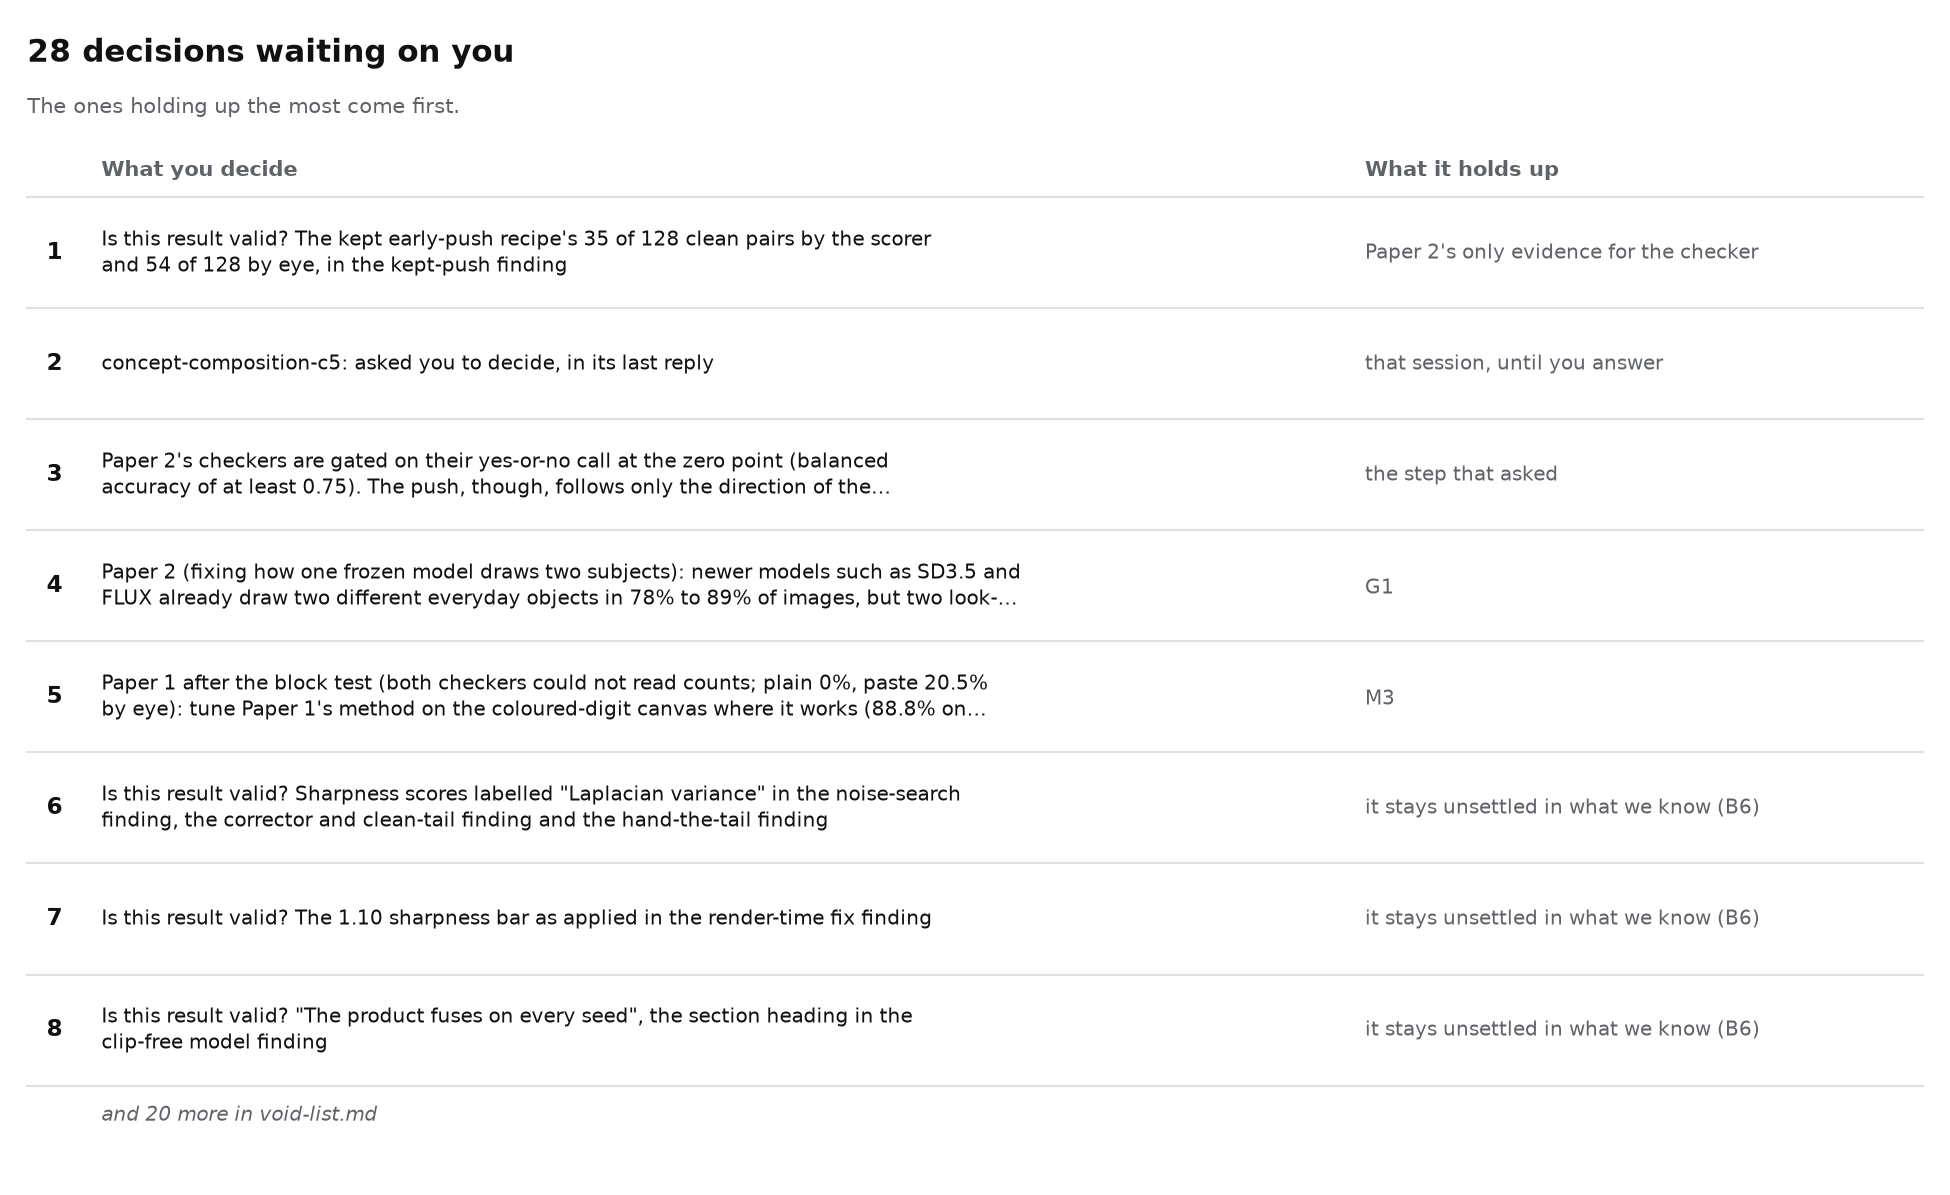 28 decisions waiting on you
The ones holding up the most come first.
What you decide
What it holds up
1
Is this result valid? The kept early-push recipe's 35 of 128 clean pairs by the scorer
and 54 of 128 by eye, in the kept-push finding
Paper 2's only evidence for the checker
2
concept-composition-c5: asked you to decide, in its last reply
that session, until you answer
3
Paper 2's checkers are gated on their yes-or-no call at the zero point (balanced
accuracy of at least 0.75). The push, though, follows only the direction of the…
the step that asked
4
Paper 2 (fixing how one frozen model draws two subjects): newer models such as SD3.5 and
FLUX already draw two different everyday objects in 78% to 89% of images, but two look-…
G1
5
Paper 1 after the block test (both checkers could not read counts; plain 0%, paste 20.5%
by eye): tune Paper 1's method on the coloured-digit canvas where it works (88.8% on…
M3
6
Is this result valid? Sharpness scores labelled "Laplacian variance" in the noise-search
finding, the corrector and clean-tail finding and the hand-the-tail finding
it stays unsettled in what we know (B6)
7
Is this result valid? The 1.10 sharpness bar as applied in the render-time fix finding
it stays unsettled in what we know (B6)
8
Is this result valid? "The product fuses on every seed", the section heading in the
clip-free model finding
it stays unsettled in what we know (B6)
and 20 more in void-list.md